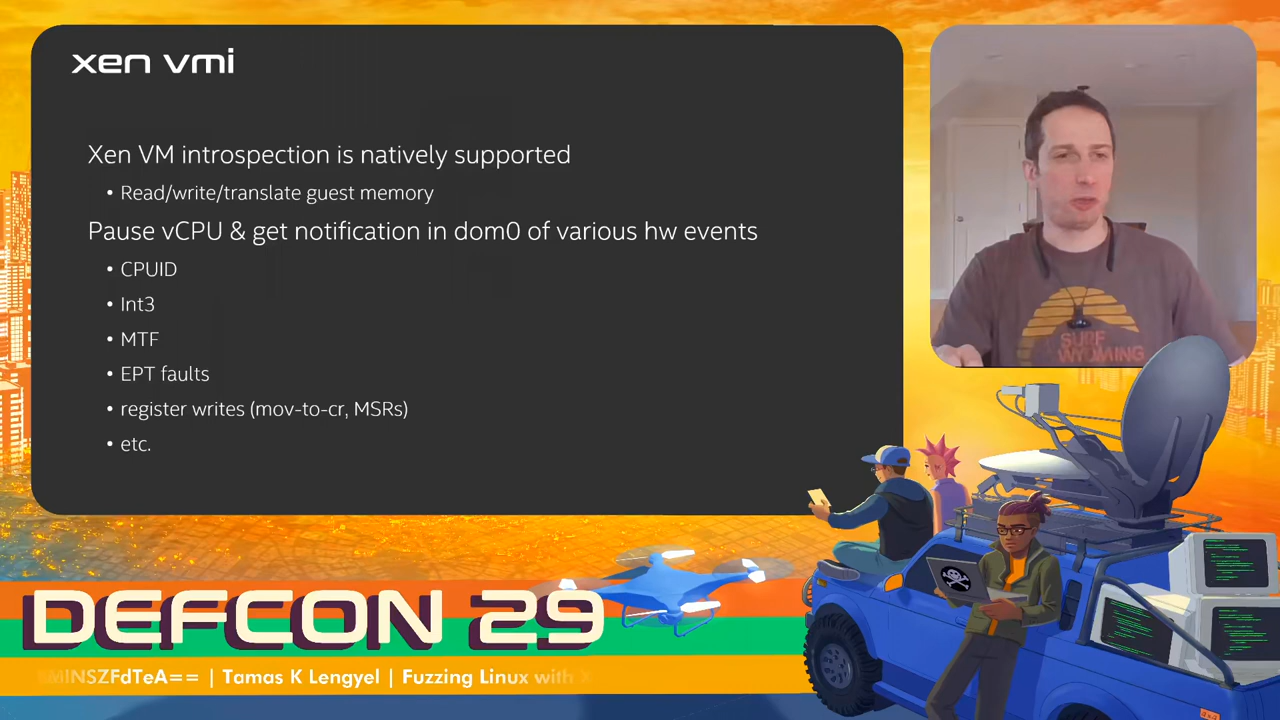 xen vmi
Xen VM introspection is natively supported
• Read/write/translate guest memory
Pause vCPU & get notification in dom0 of various hw events
• CPUID
• Int3
• MTF
• EPT faults
• register writes (mov-to-cr, MSRs)
• etc.
SURF
WYOMING
DEFCON 29
MINSZFdTeA== | Tamas K Lengyel | Fuzzing Linux with